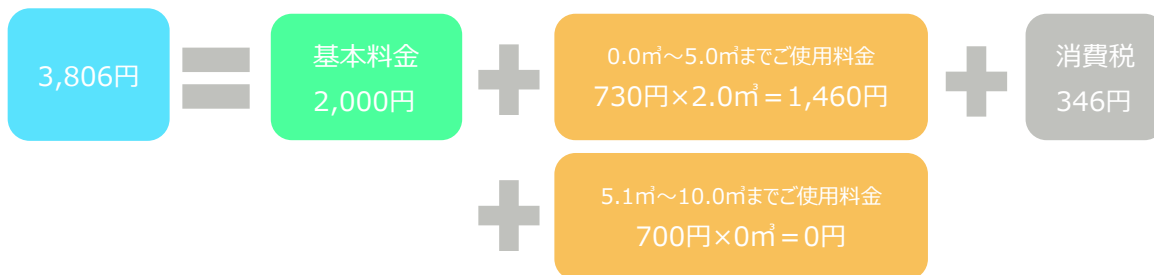 3,806円
基本料金
2,000円
0.0㎥～5.0㎥までご使用料金
730円×2.0㎥＝1,460円
消費税
346円
5.1㎥～10.0㎥までご使用料金
700円×0㎥＝0円